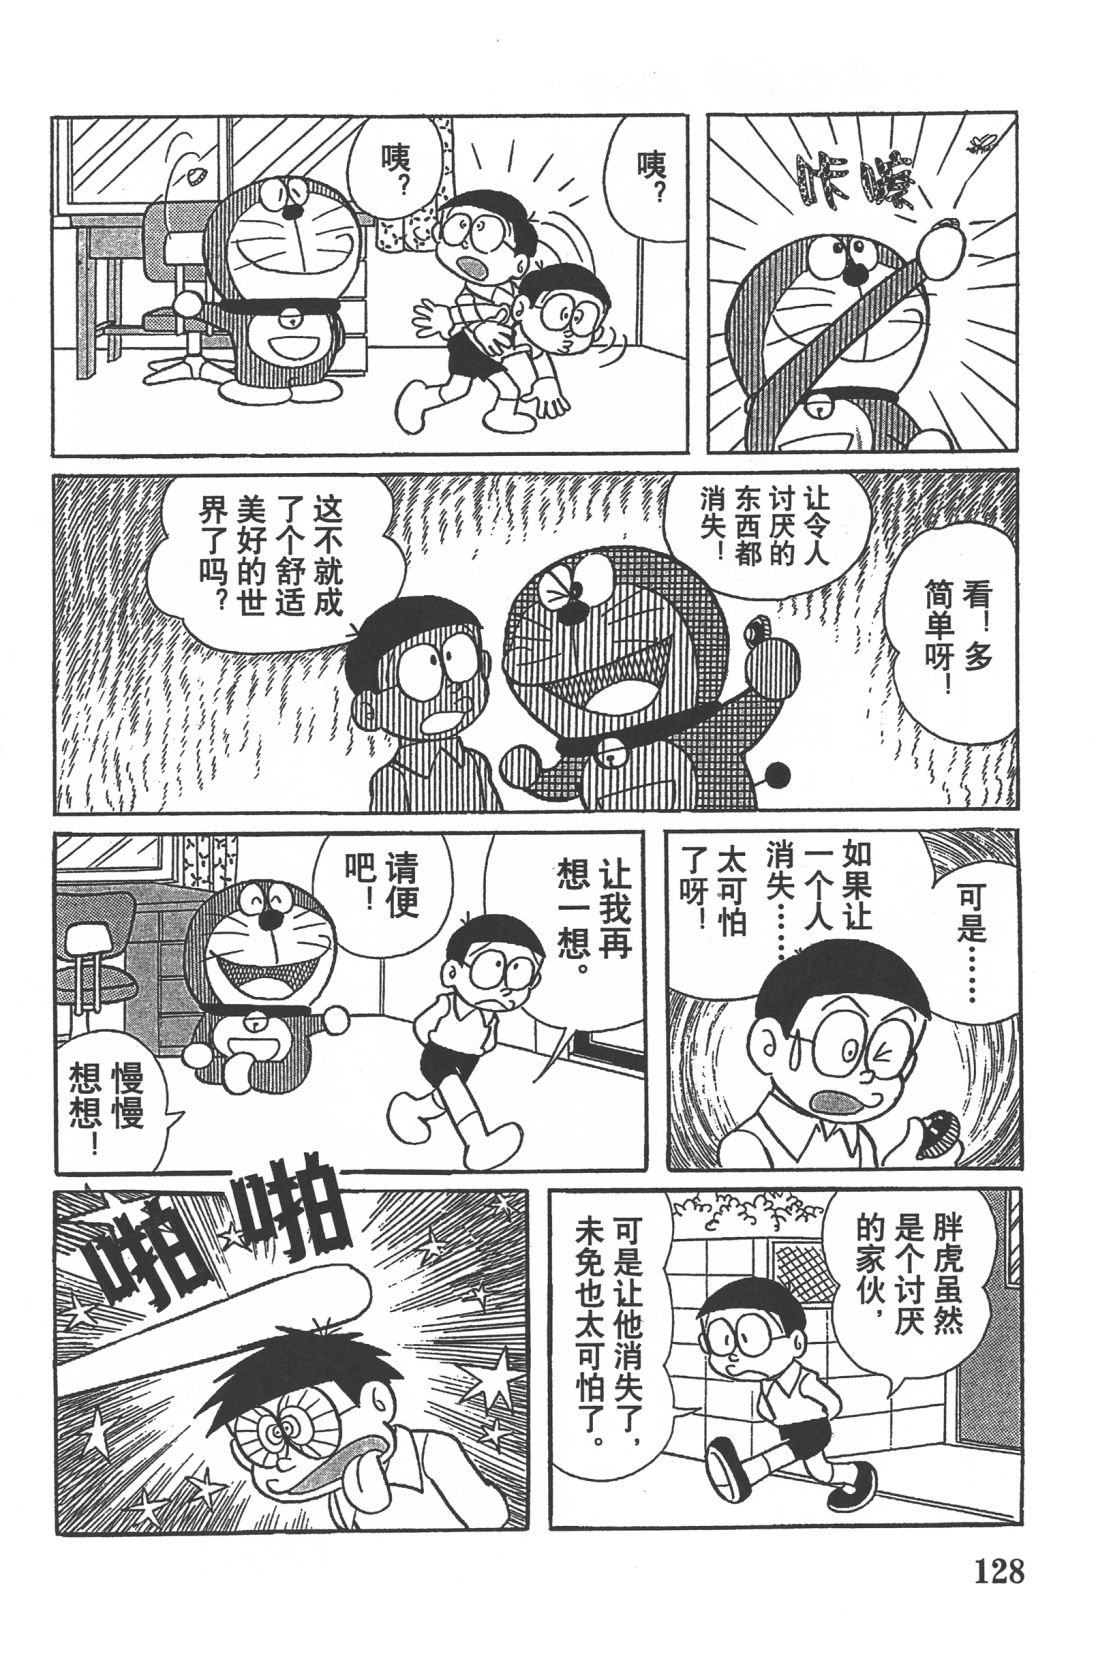 咔嚓
咦?
咦?
看!多
简单呀!
让令人
讨厌的
东西都
消失!
这不就成
了个舒适
美好的世
界了吗?
可是……
如果让
一个人
消失……
太可怕
了呀!
让我再
想一想。
请便
吧!
慢慢
想想!
胖虎虽然
是个讨厌
的家伙,
可是让他消失了,
未免也太可怕了。
啪啪
128